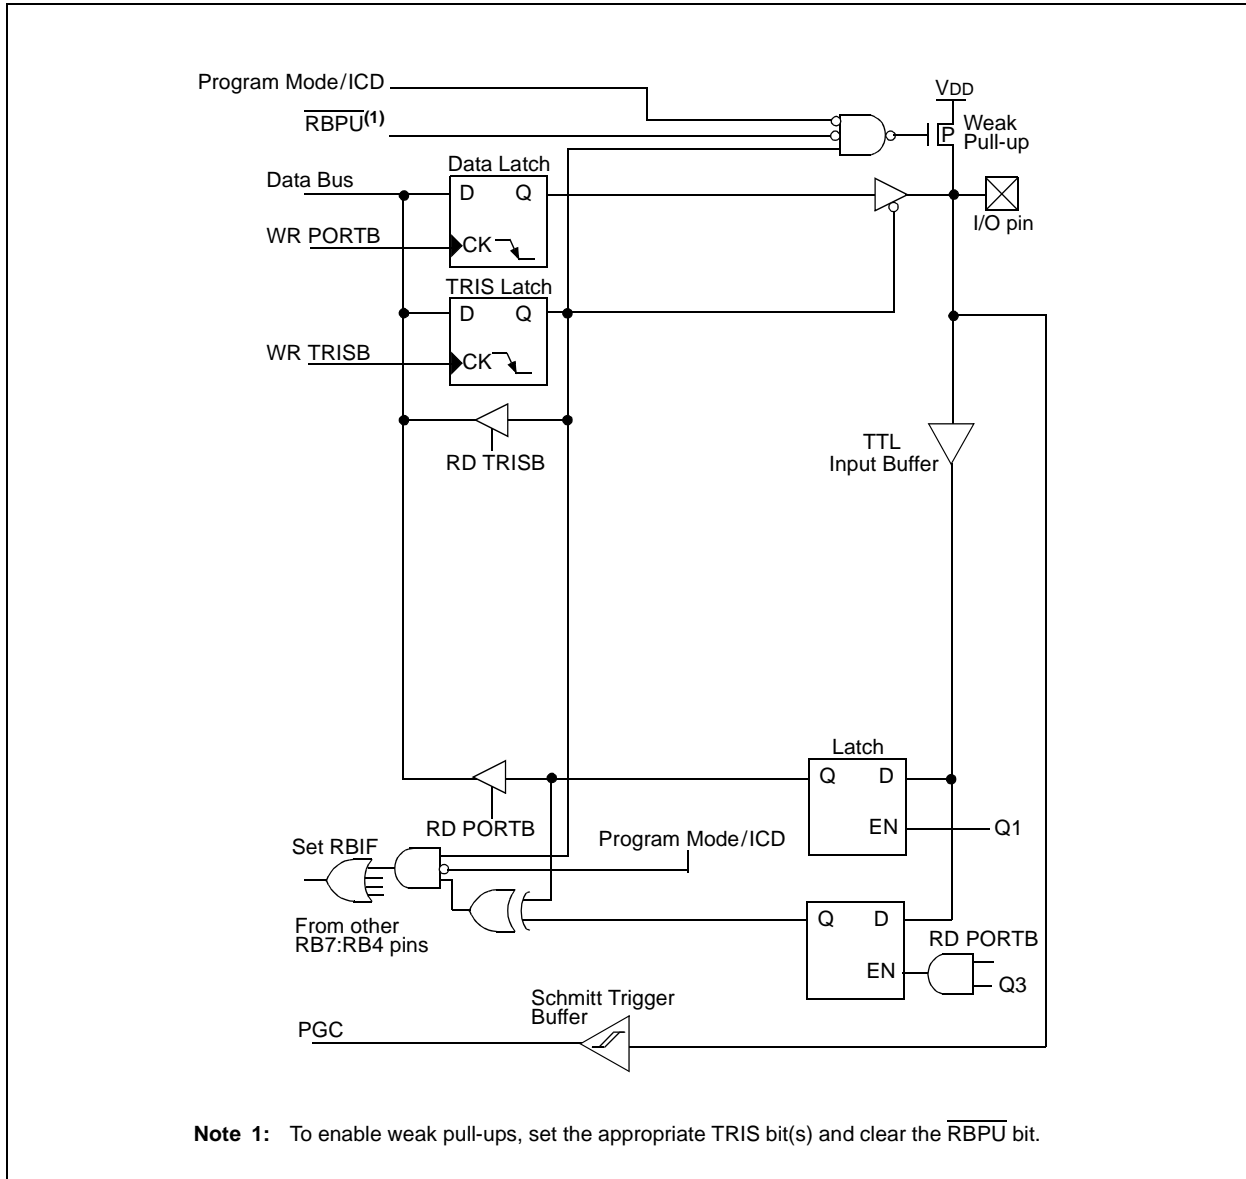 Program Mode/ICD
VDD
RBPU(1)
P
Weak
Pull-up
Data Latch
Data Bus
D Q
I/O pin
WR PORTB
CK
TRIS Latch
D Q
WR TRISB
CK
TTL
Input Buffer
RD TRISB
Latch
Q D
RD PORTB
EN
Q1
Program Mode/ICD
Set RBIF
Q D
From other
RB7:RB4 pins
RD PORTB
EN
Q3
Schmitt Trigger
Buffer
PGC
Note 1: To enable weak pull-ups, set the appropriate TRIS bit(s) and clear the RBPU bit.